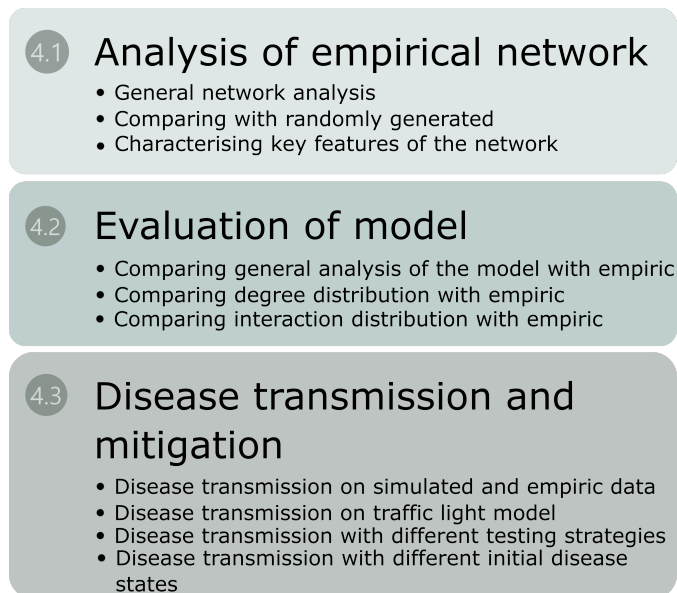 4.1 Analysis of empirical network
• General network analysis
• Comparing with randomly generated
• Characterising key features of the network
4.2 Evaluation of model
• Comparing general analysis of the model with empiric
• Comparing degree distribution with empiric
• Comparing interaction distribution with empiric
4.3 Disease transmission and
mitigation
• Disease transmission on simulated and empiric data
• Disease transmission on traffic light model
• Disease transmission with different testing strategies
• Disease transmission with different initial disease
states